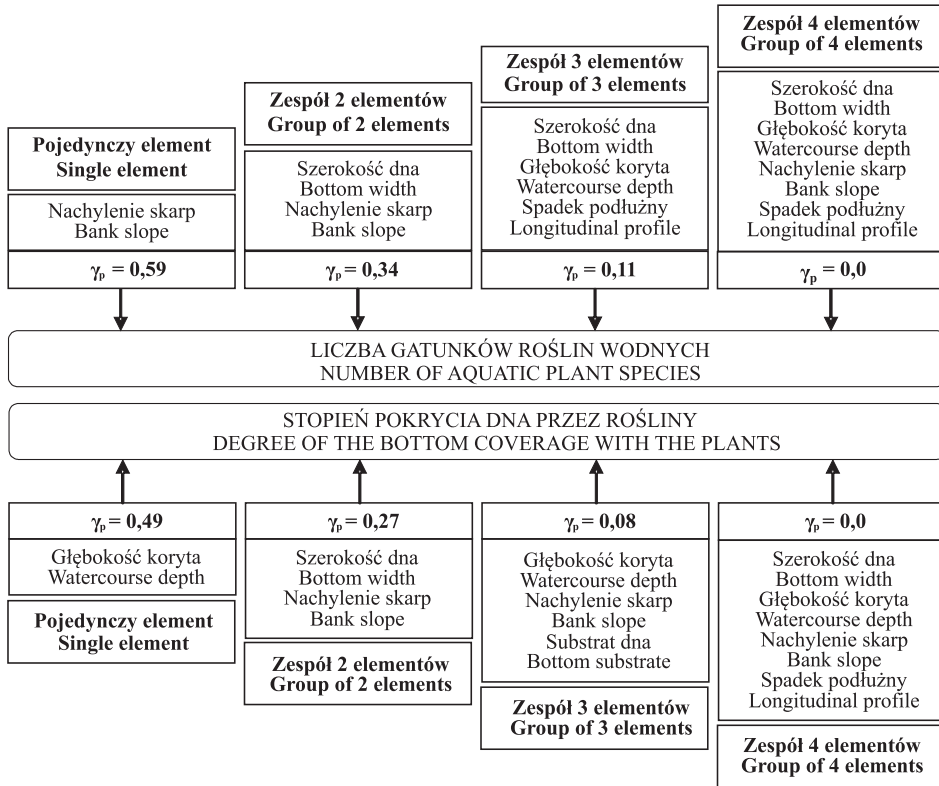 Pojedynczy element
Single element
Nachylenie skarp
Bank slope
γp = 0,59
Zespół 2 elementów
Group of 2 elements
Szerokość dna
Bottom width
Nachylenie skarp
Bank slope
γp = 0,34
Zespół 3 elementów
Group of 3 elements
Szerokość dna
Bottom width
Głębokość koryta
Watercourse depth
Spadek podłużny
Longitudinal profile
γp = 0,11
Zespół 4 elementów
Group of 4 elements
Szerokość dna
Bottom width
Głębokość koryta
Watercourse depth
Nachylenie skarp
Bank slope
Spadek podłużny
Longitudinal profile
γp = 0,0
LICZBA GATUNKÓW ROŚLIN WODNYCH
NUMBER OF AQUATIC PLANT SPECIES
STOPIEŃ POKRYCIA DNA PRZEZ ROŚLINY
DEGREE OF THE BOTTOM COVERAGE WITH THE PLANTS
γp = 0,49
Głębokość koryta
Watercourse depth
Pojedynczy element
Single element
γp = 0,27
Szerokość dna
Bottom width
Nachylenie skarp
Bank slope
Zespół 2 elementów
Group of 2 elements
γp = 0,08
Głębokość koryta
Watercourse depth
Nachylenie skarp
Bank slope
Substrat dna
Bottom substrate
Zespół 3 elementów
Group of 3 elements
γp = 0,0
Szerokość dna
Bottom width
Głębokość koryta
Watercourse depth
Nachylenie skarp
Bank slope
Spadek podłużny
Longitudinal profile
Zespół 4 elementów
Group of 4 elements